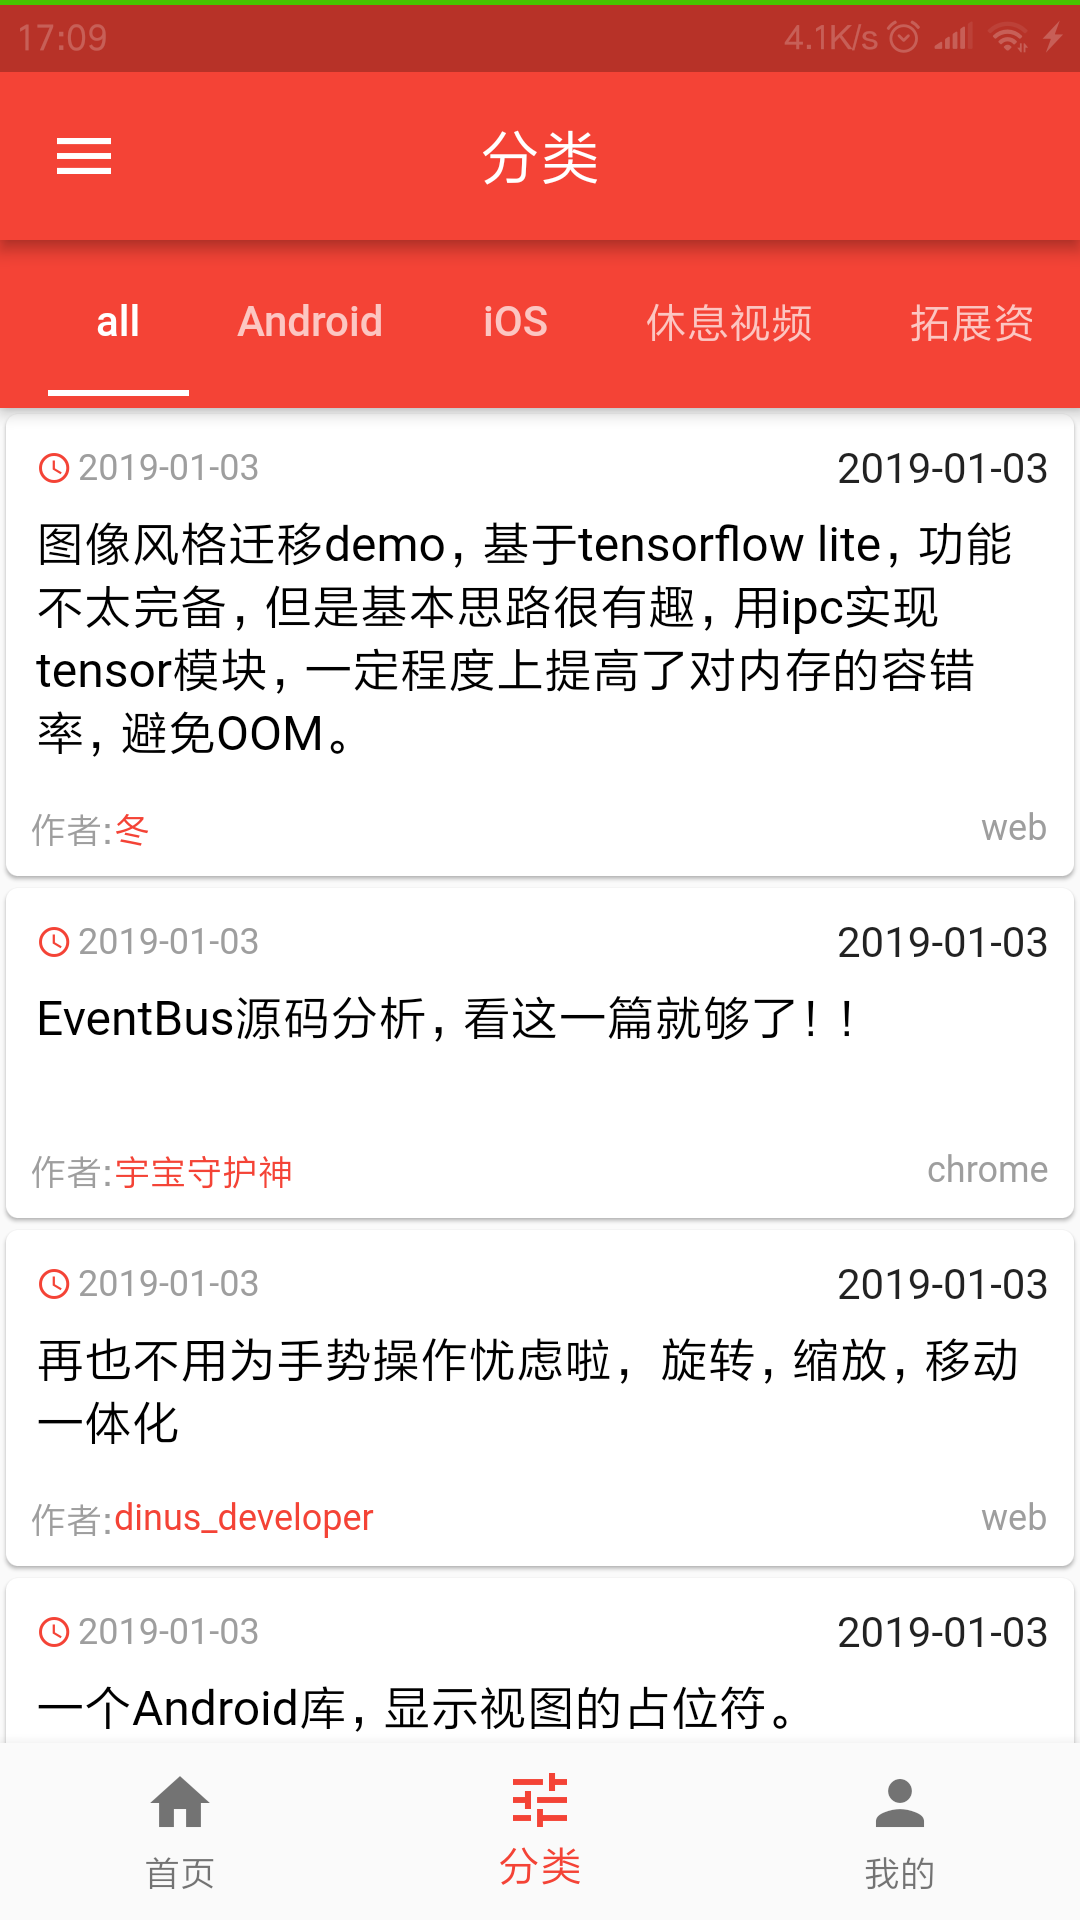 17:09 4.1K/s
分类
all Android iOS 休息视频 拓展资
2019-01-03 2019-01-03
图像风格迁移demo，基于tensorflow lite，功能
不太完备，但是基本思路很有趣，用ipc实现
tensor模块，一定程度上提高了对内存的容错
率，避免OOM。
作者:冬 web
2019-01-03 2019-01-03
EventBus源码分析，看这一篇就够了！！
作者:宇宝守护神 chrome
2019-01-03 2019-01-03
再也不用为手势操作忧虑啦， 旋转，缩放，移动
一体化
作者:dinus_developer web
2019-01-03 2019-01-03
一个Android库，显示视图的占位符。
首页 分类 我的